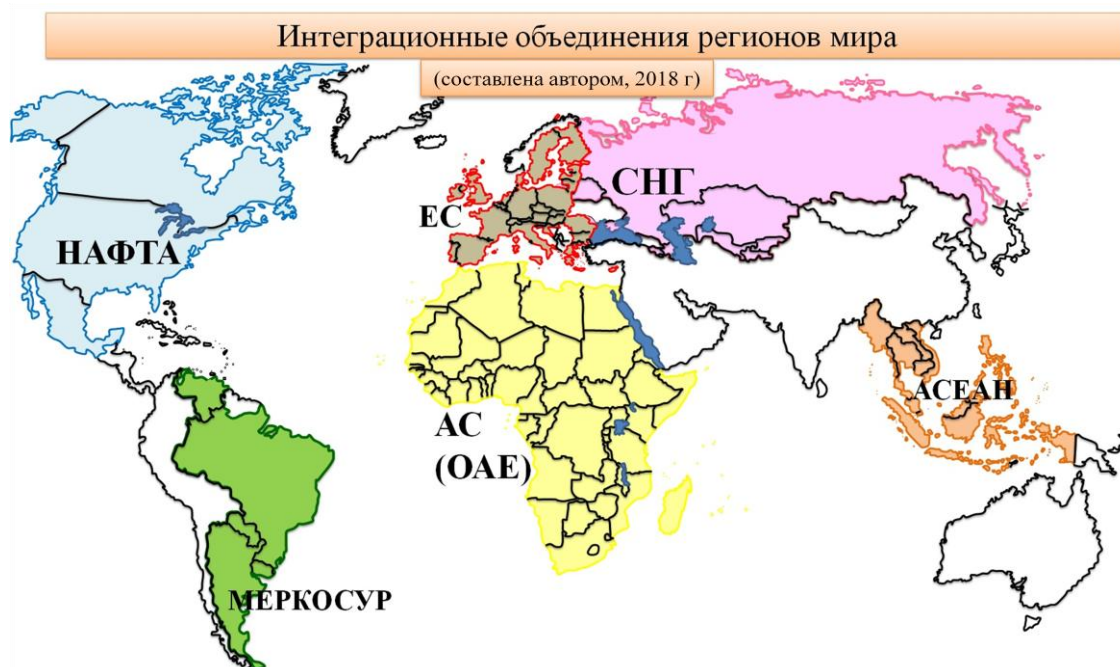 Интеграционные объединения регионов мира
(составлена автором, 2018 г)
СНГ
ЕС
НАФТА
АС
(ОАЕ)
АСЕАН
МЕРКОСУР